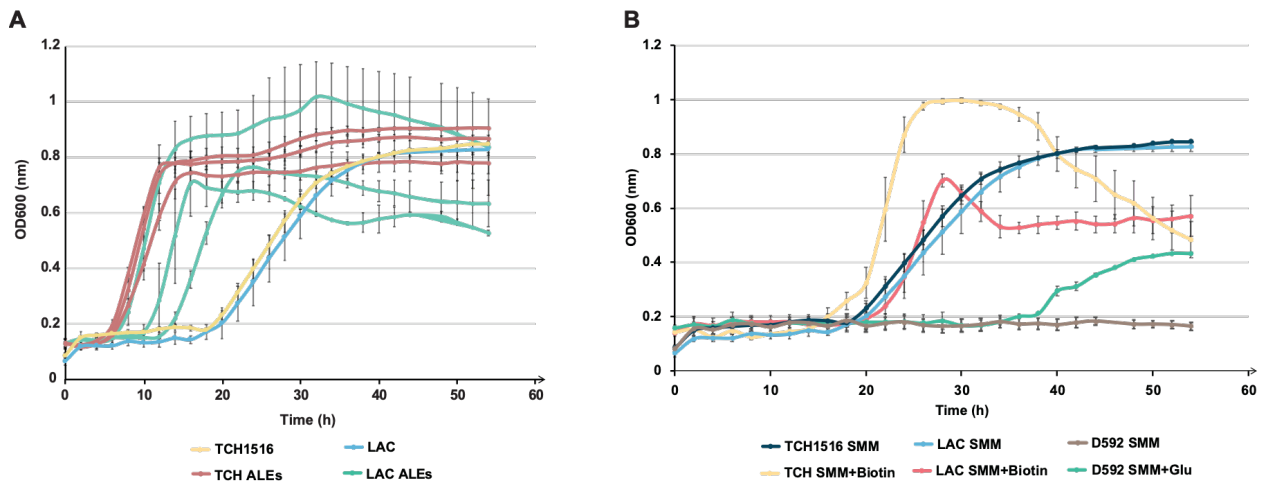 A
B
OD600 (nm)
1.2
1
0.8
0.6
0.4
0.2
0
0 10 20 30 40 50 60
Time (h)
TCH1516 LAC
TCH ALEs LAC ALEs
OD600 (nm)
1.2
1
0.8
0.6
0.4
0.2
0
0 10 20 30 40 50 60
Time (h)
TCH1516 SMM LAC SMM D592 SMM
TCH SMM+Biotin LAC SMM+Biotin D592 SMM+Glu